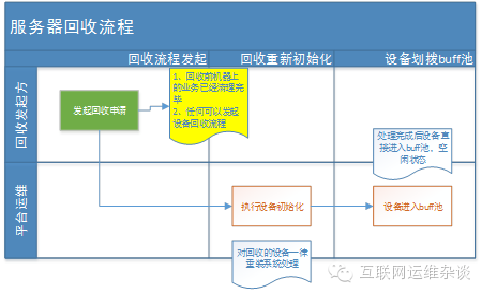 服务器回收流程
回收流程发起
回收重新初始化
设备划拨buff池
回收发起方
发起回收申请
1、回收前机器上
的业务已经清理完
毕
2、任何可以发起
设备回收流程
处理完成后设备直
接进入buff池、空
闲状态
平台运维
执行设备初始化
设备进入buff池
对回收的设备一律
重装系统处理
互联网运维杂谈